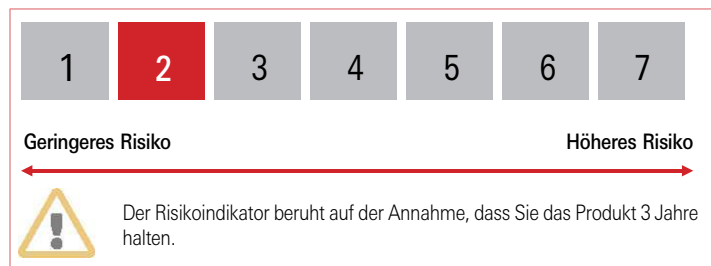 1 2 3 4 5 6 7
Geringeres Risiko Höheres Risiko
Der Risikoindikator beruht auf der Annahme, dass Sie das Produkt 3 Jahre
halten.